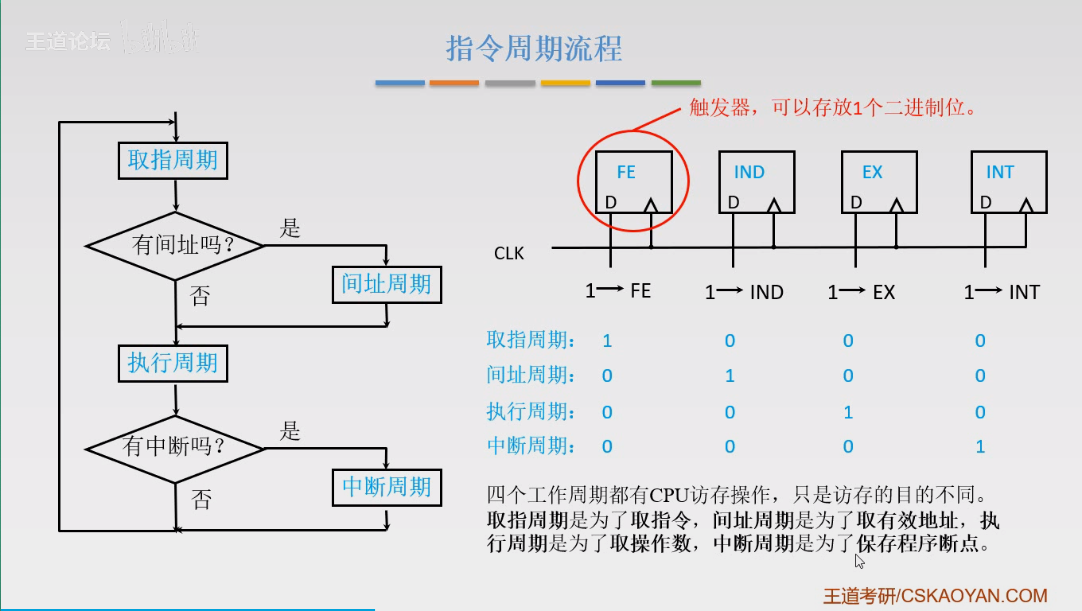 王道论坛
指令周期流程
触发器，可以存放1个二进制位。
取指周期
有间址吗？
是
间址周期
否
执行周期
有中断吗？
是
中断周期
否
FE IND EX INT
D D D D
CLK
1 FE 1 IND 1 EX 1 INT
取指周期： 1 0 0 0
间址周期： 0 1 0 0
执行周期： 0 0 1 0
中断周期： 0 0 0 1
四个工作周期都有CPU访存操作，只是访存的目的不同。
取指周期是为了取指令，间址周期是为了取有效地址，执
行周期是为了取操作数，中断周期是为了保存程序断点。
王道考研/CSKAOYAN.COM